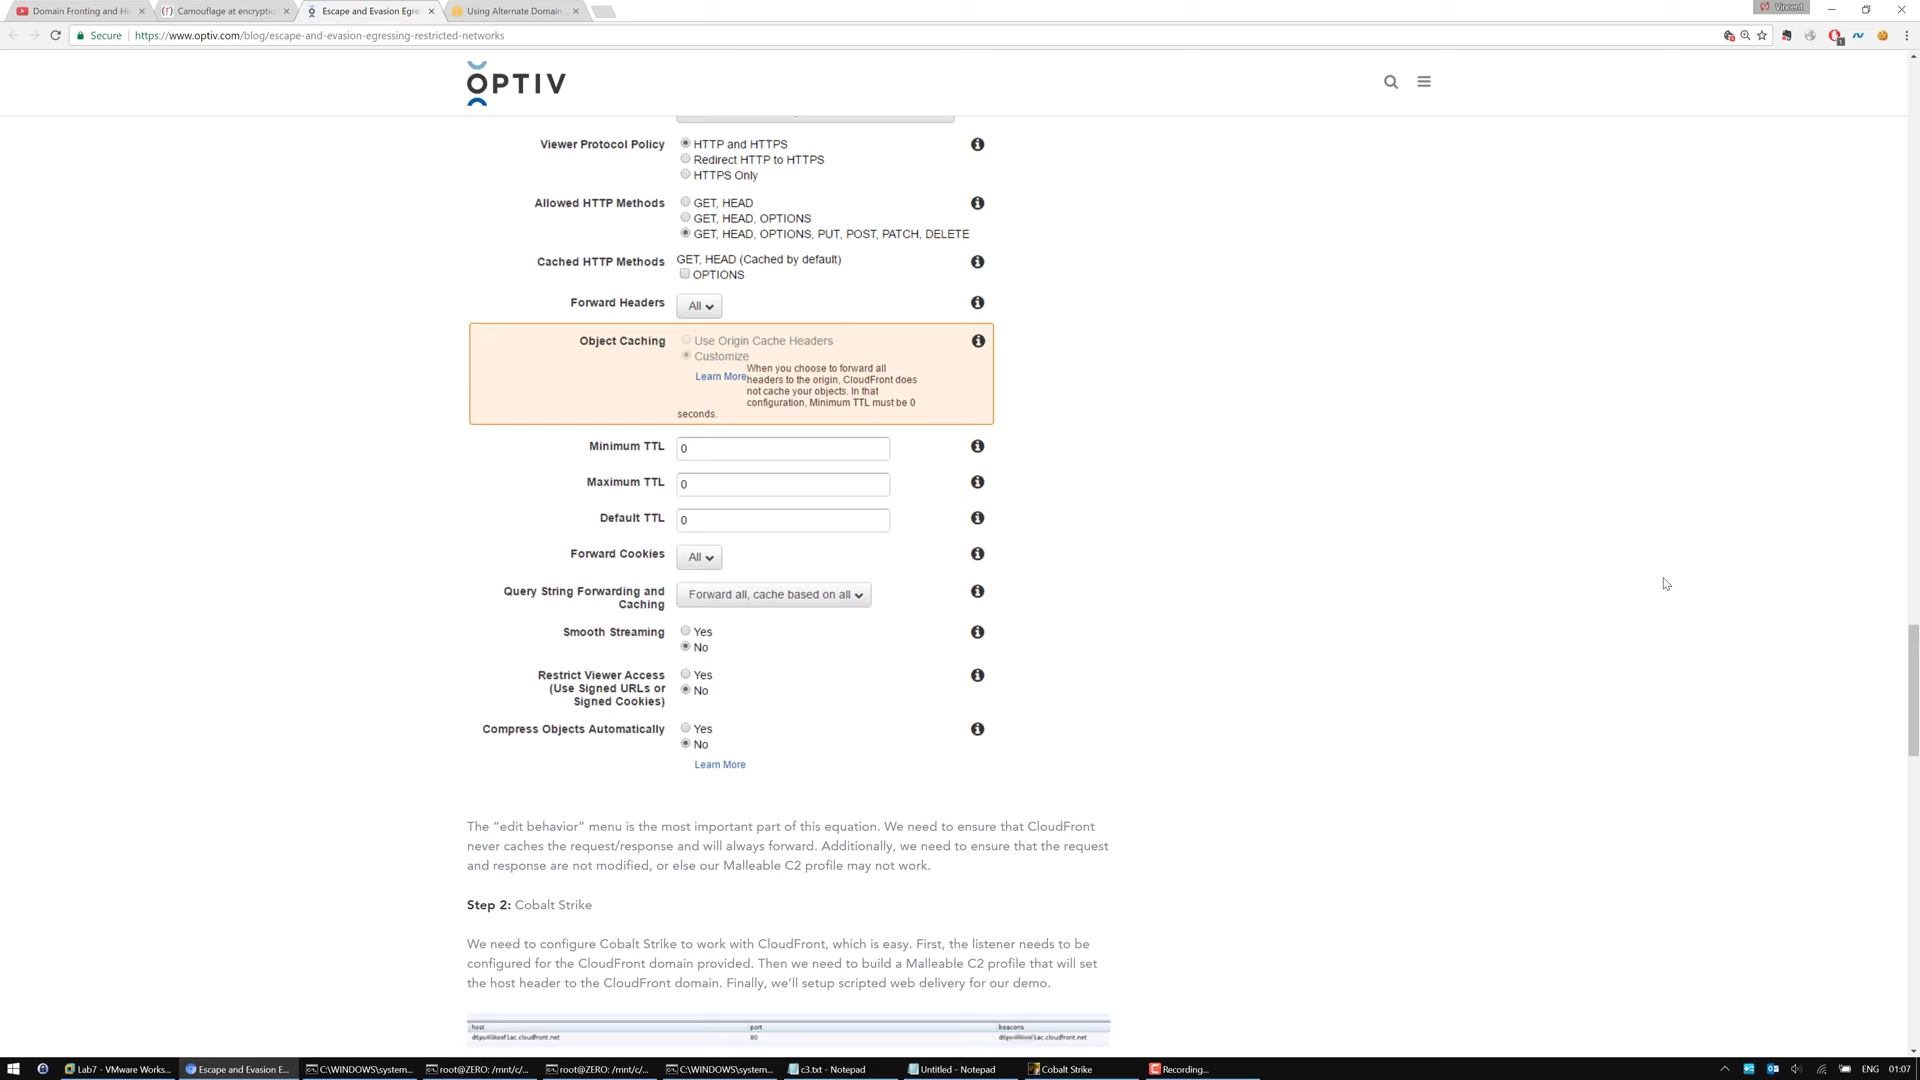 Domain Fronting and Hi
Camouflage at encryptio
Escape and Evasion Egre
Using Alternate Domain
Vincent
Secure
https://www.optiv.com/blog/escape-and-evasion-egressing-restricted-networks
1
OPTIV
Viewer Protocol Policy
HTTP and HTTPS
Redirect HTTP to HTTPS
HTTPS Only
Allowed HTTP Methods
GET, HEAD
GET, HEAD, OPTIONS
GET, HEAD, OPTIONS, PUT, POST, PATCH, DELETE
Cached HTTP Methods
GET, HEAD (Cached by default)
OPTIONS
Forward Headers
All
Object Caching
Use Origin Cache Headers
Customize
Learn More
When you choose to forward all
headers to the origin, CloudFront does
not cache your objects. In that
configuration, Minimum TTL must be 0
seconds.
Minimum TTL
0
Maximum TTL
0
Default TTL
0
Forward Cookies
All
Query String Forwarding and
Caching
Forward all, cache based on all
Smooth Streaming
Yes
No
Restrict Viewer Access
(Use Signed URLs or
Signed Cookies)
Yes
No
Compress Objects Automatically
Yes
No
Learn More
The “edit behavior” menu is the most important part of this equation. We need to ensure that CloudFront
never caches the request/response and will always forward. Additionally, we need to ensure that the request
and response are not modified, or else our Malleable C2 profile may not work.
Step 2: Cobalt Strike
We need to configure Cobalt Strike to work with CloudFront, which is easy. First, the listener needs to be
configured for the CloudFront domain provided. Then we need to build a Malleable C2 profile that will set
the host header to the CloudFront domain. Finally, we’ll setup scripted web delivery for our demo.
host port beacons
80
Lab7 - VMware Works...
Escape and Evasion E...
C:\WINDOWS\system...
root@ZERO: /mnt/c/...
root@ZERO: /mnt/c/...
C:\WINDOWS\system...
c3.txt - Notepad
Untitled - Notepad
Cobalt Strike
Recording...
ENG
01:07